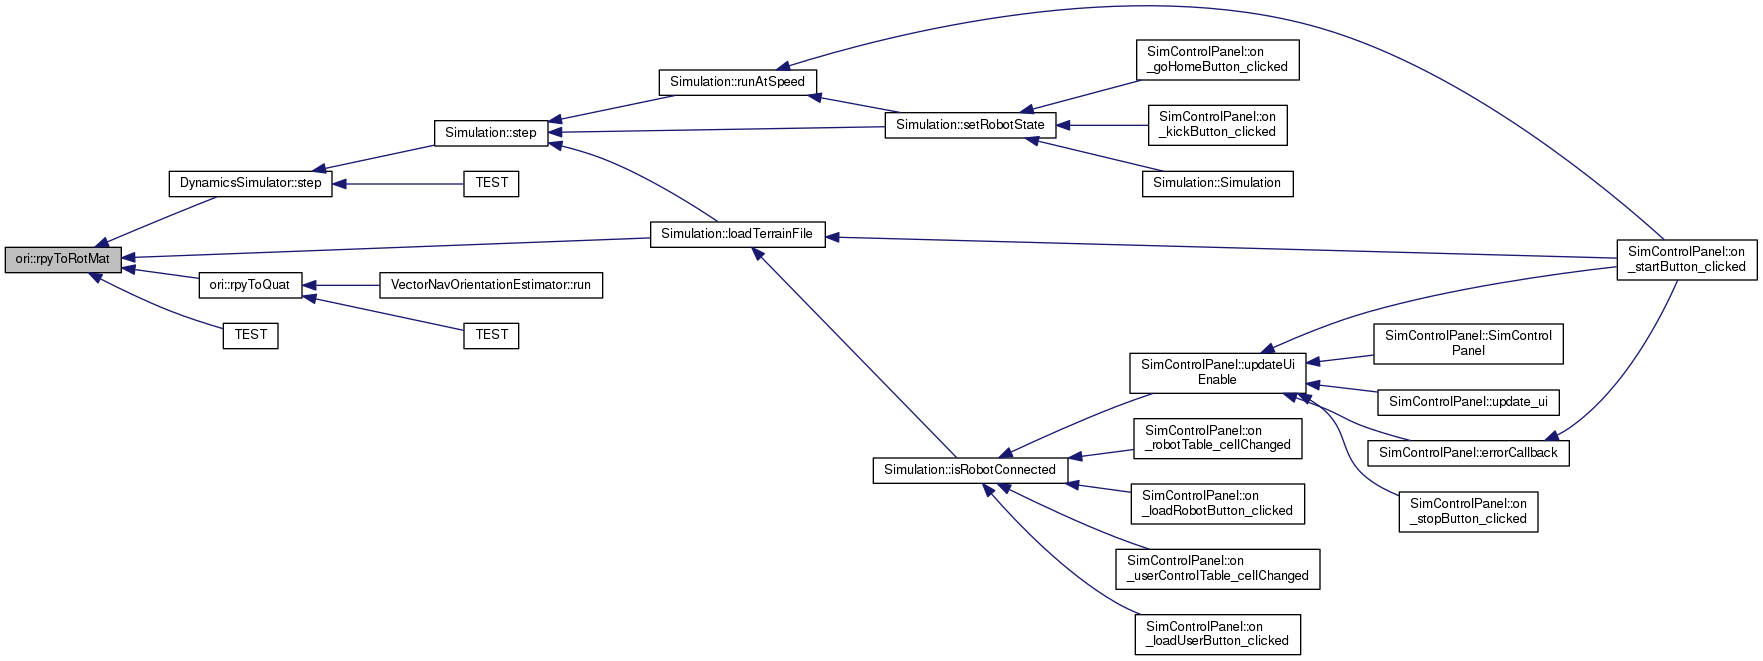 SimControlPanel::on
_goHomeButton_clicked
Simulation::runAtSpeed
SimControlPanel::on
_kickButton_clicked
Simulation::setRobotState
Simulation::step
DynamicsSimulator::step
TEST
Simulation::Simulation
Simulation::loadTerrainFile
ori::rpyToRotMat
SimControlPanel::on
_startButton_clicked
ori::rpyToQuat
VectorNavOrientationEstimator::run
TEST
TEST
SimControlPanel::SimControl
Panel
SimControlPanel::updateUi
Enable
SimControlPanel::update_ui
SimControlPanel::on
_robotTable_cellChanged
SimControlPanel::errorCallback
Simulation::isRobotConnected
SimControlPanel::on
_loadRobotButton_clicked
SimControlPanel::on
_stopButton_clicked
SimControlPanel::on
_userControlTable_cellChanged
SimControlPanel::on
_loadUserButton_clicked